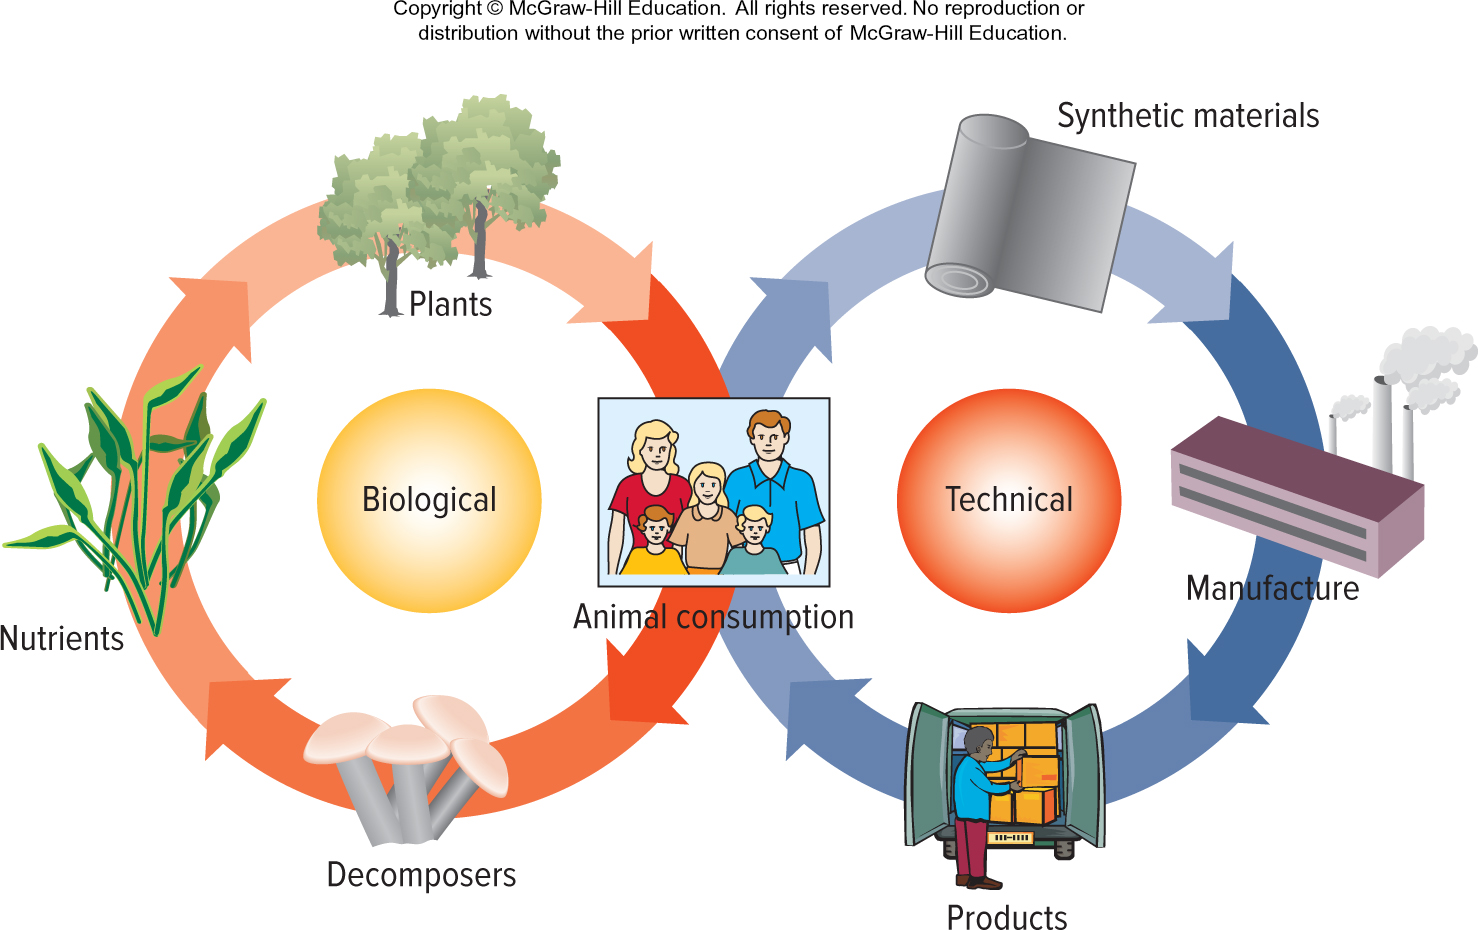 Copyright © McGraw-Hill Education. All rights reserved. No reproduction or
distribution without the prior written consent of McGraw-Hill Education.
Synthetic materials
Plants
Biological
Technical
Animal consumption
Manufacture
Nutrients
Decomposers
Products